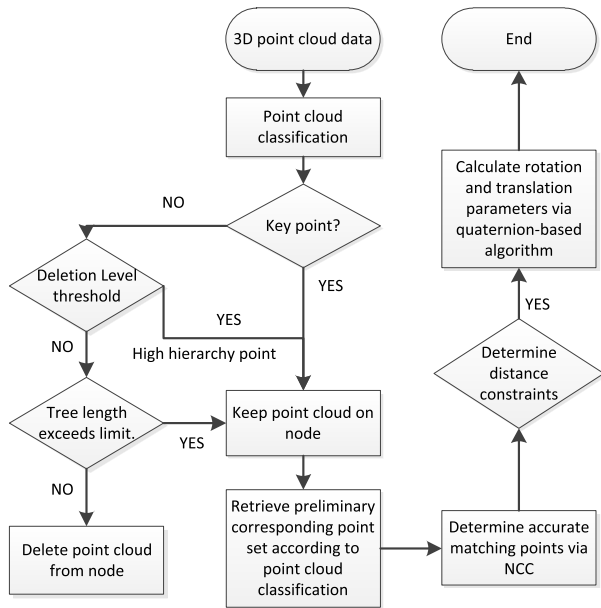 3D point cloud data
Point cloud
classification
Key point?
NO
YES
Deletion Level
threshold
YES
High hierarchy point
NO
Tree length
exceeds limit.
YES
NO
Delete point cloud
from node
Keep point cloud on
node
Retrieve preliminary
corresponding point
set according to
point cloud
classification
Determine accurate
matching points via
NCC
Determine
distance
constraints
YES
Calculate rotation
and translation
parameters via
quaternion-based
algorithm
End